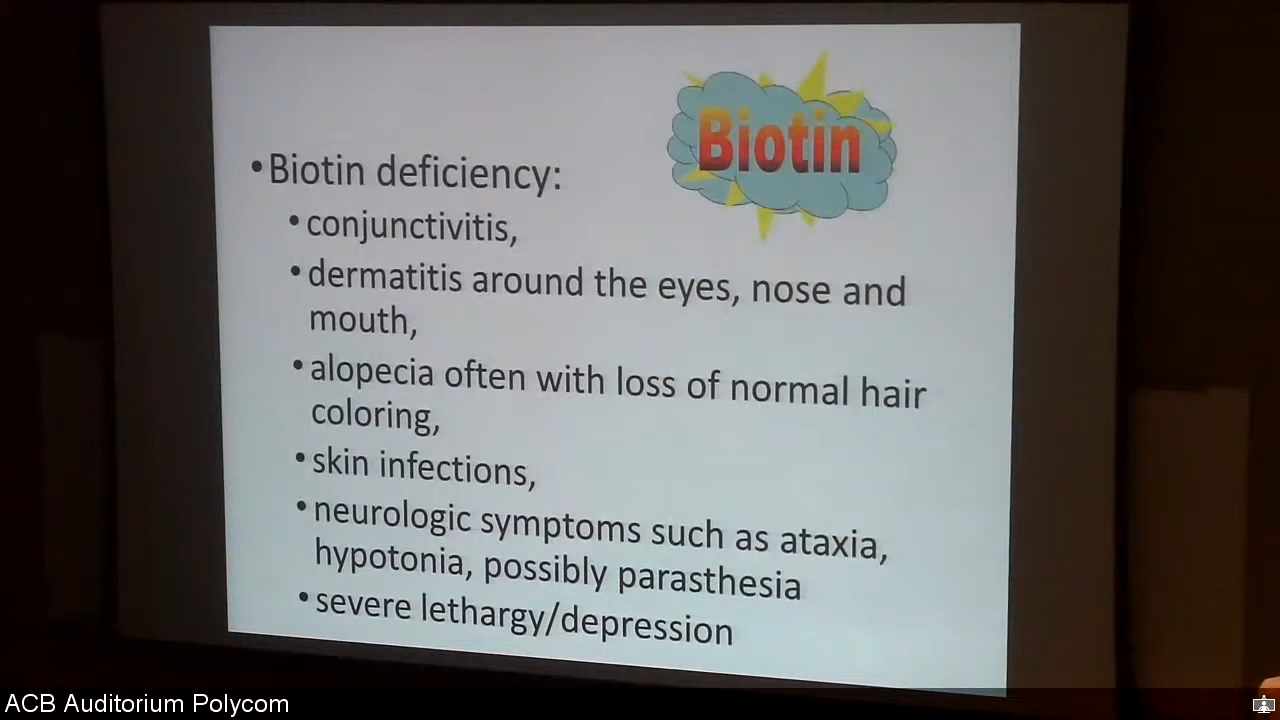 Biotin
•Biotin deficiency:
•conjunctivitis,
•dermatitis around the eyes, nose and
mouth,
•alopecia often with loss of normal hair
coloring,
•skin infections,
•neurologic symptoms such as ataxia,
hypotonia, possibly parasthesia
•severe lethargy/depression
ACB Auditorium Polycom